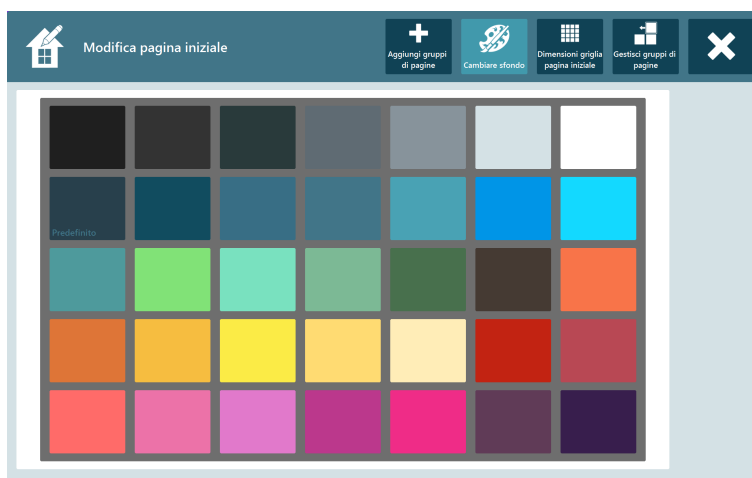 Modifica pagina iniziale
Aggiungi gruppi
di pagine
Cambiare sfondo
Dimensioni griglia
pagina iniziale
Gestisci gruppi di
pagine
Predefinito